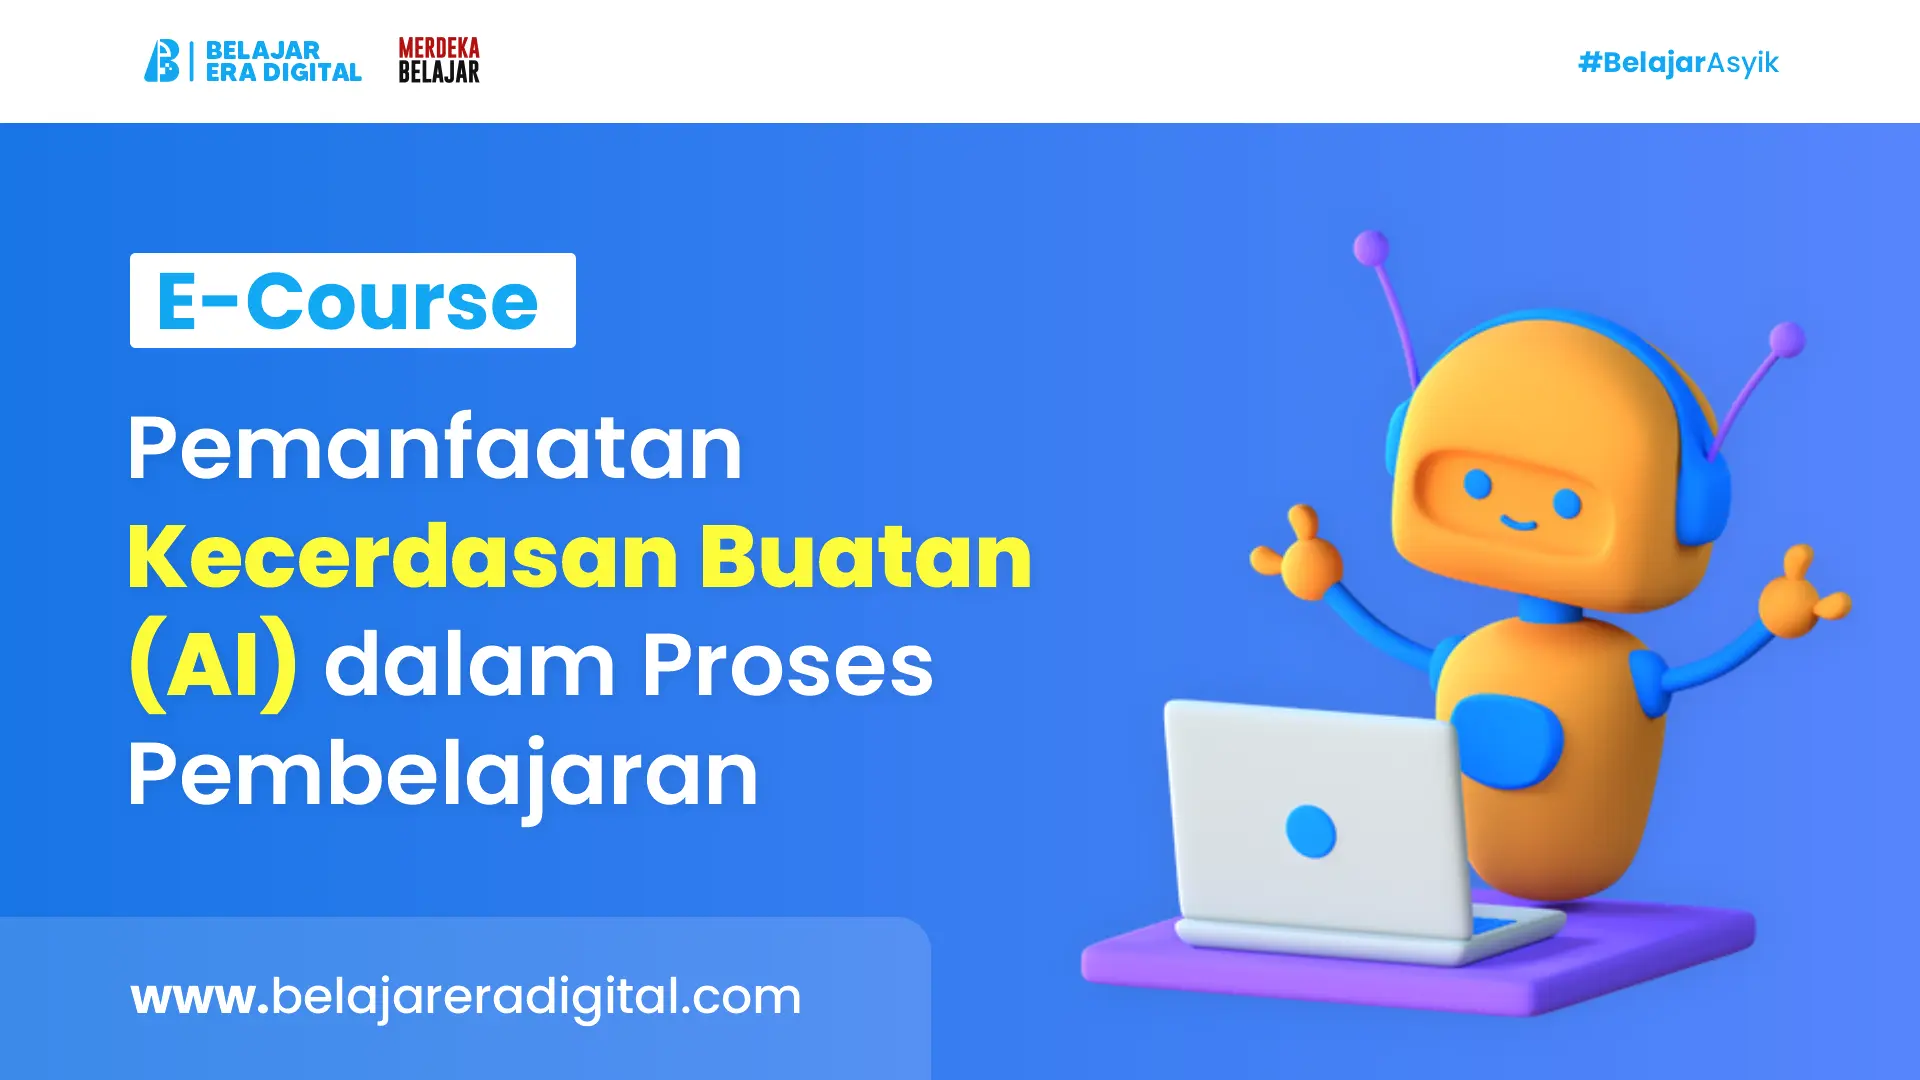 BELAJAR
ERA DIGITAL
MERDEKA
BELAJAR
#BelajarAsyik
E-Course
Pemanfaatan
Kecerdasan Buatan
(AI) dalam Proses
Pembelajaran
www.belajareradigital.com